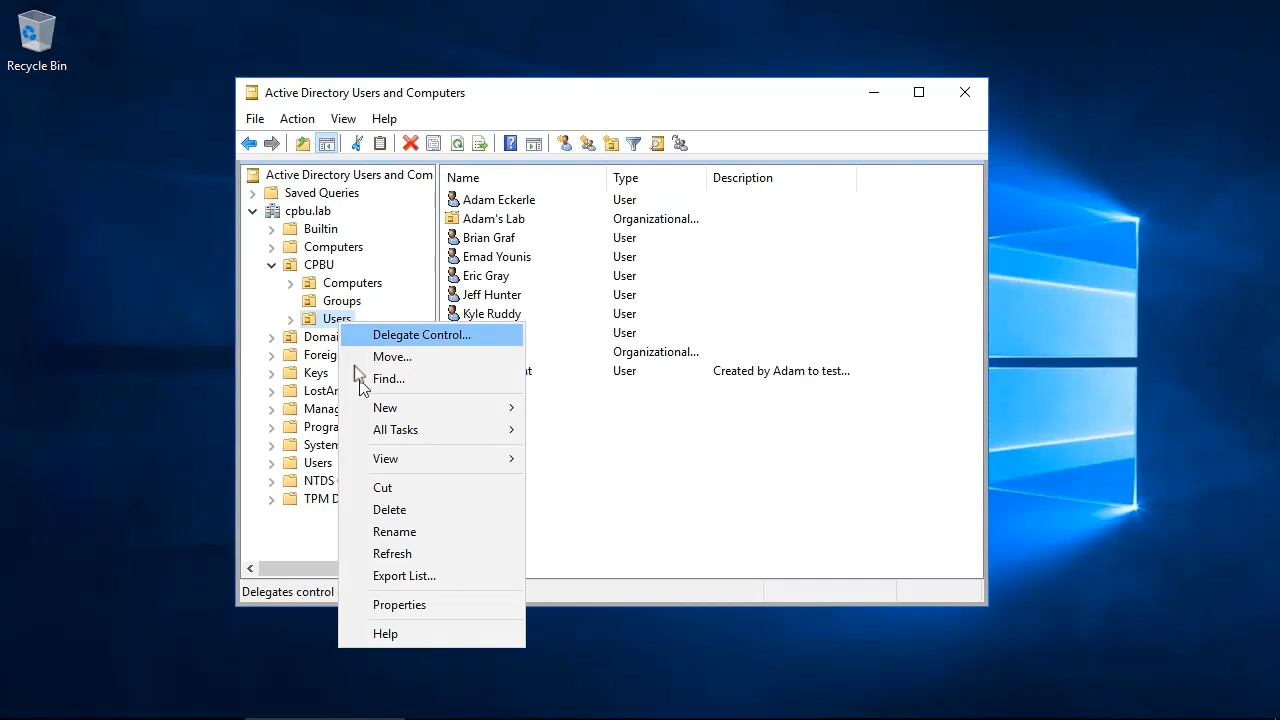 Recycle Bin
Active Directory Users and Computers
File Action View Help
Active Directory Users and Com
Saved Queries
cpbu.lab
Builtin
Computers
CPBU
Computers
Groups
Users
Domai
Foreig
Keys
LostAn
Manag
Progra
System
Users
NTDS
TPM D
Name Type Description
Adam Eckerle User
Adam's Lab Organizational...
Brian Graf User
Emad Younis User
Eric Gray User
Jeff Hunter User
Kyle Ruddy User
User
Organizational...
User Created by Adam to test...
Delegate Control...
Move...
Find...
New
All Tasks
View
Cut
Delete
Rename
Refresh
Export List...
Properties
Help
Delegates control